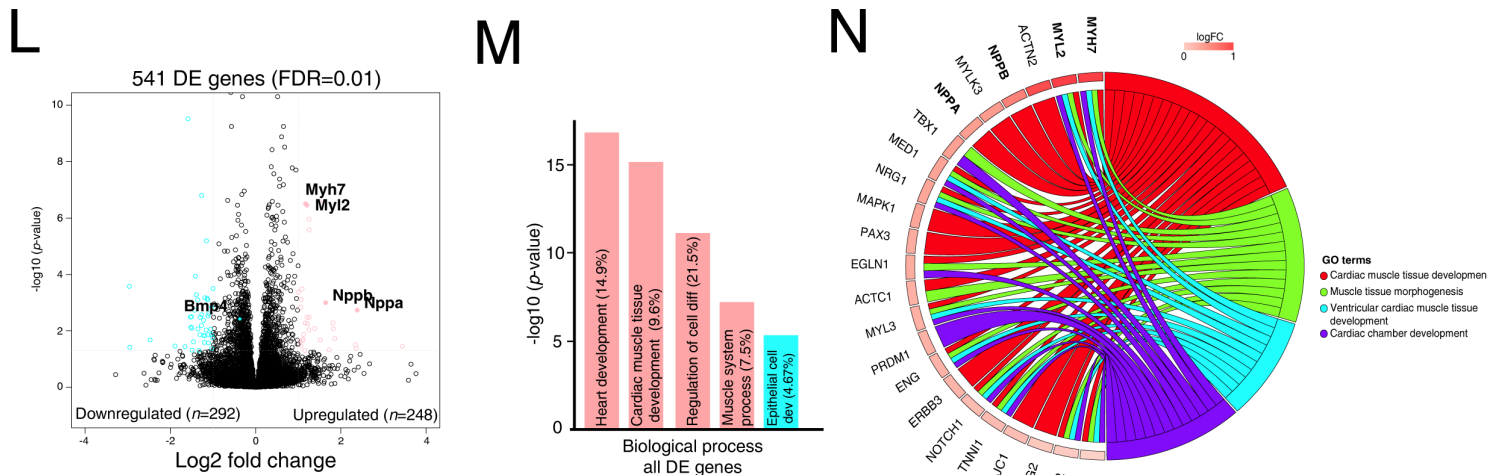 L
541 DE genes (FDR=0.01)
-log10 (p-value)
10
8
6
4
2
0
Myh7
Myl2
Nppb
Nppa
Bmp4
Downregulated (n=292)
Upregulated (n=248)
-4
-2
0
2
4
Log2 fold change
M
-log10 (p-value)
15
10
5
0
Heart development (14.9%)
Cardiac muscle tissue
development (9.6%)
Regulation of cell diff (21.5%)
Muscle system
process (7.5%)
Epithelial cell
dev (4.67%)
Biological process
all DE genes
N
logFC
0
1
MYH7
MYL2
ACTN2
NPPB
MYLK3
NPPA
TBX1
MED1
NRG1
MAPK1
PAX3
EGLN1
ACTC1
MYL3
PRDM1
ENG
ERBB3
NOTCH1
TNNI1
GO terms
Cardiac muscle tissue developmen
Muscle tissue morphogenesis
Ventricular cardiac muscle tissue
development
Cardiac chamber development